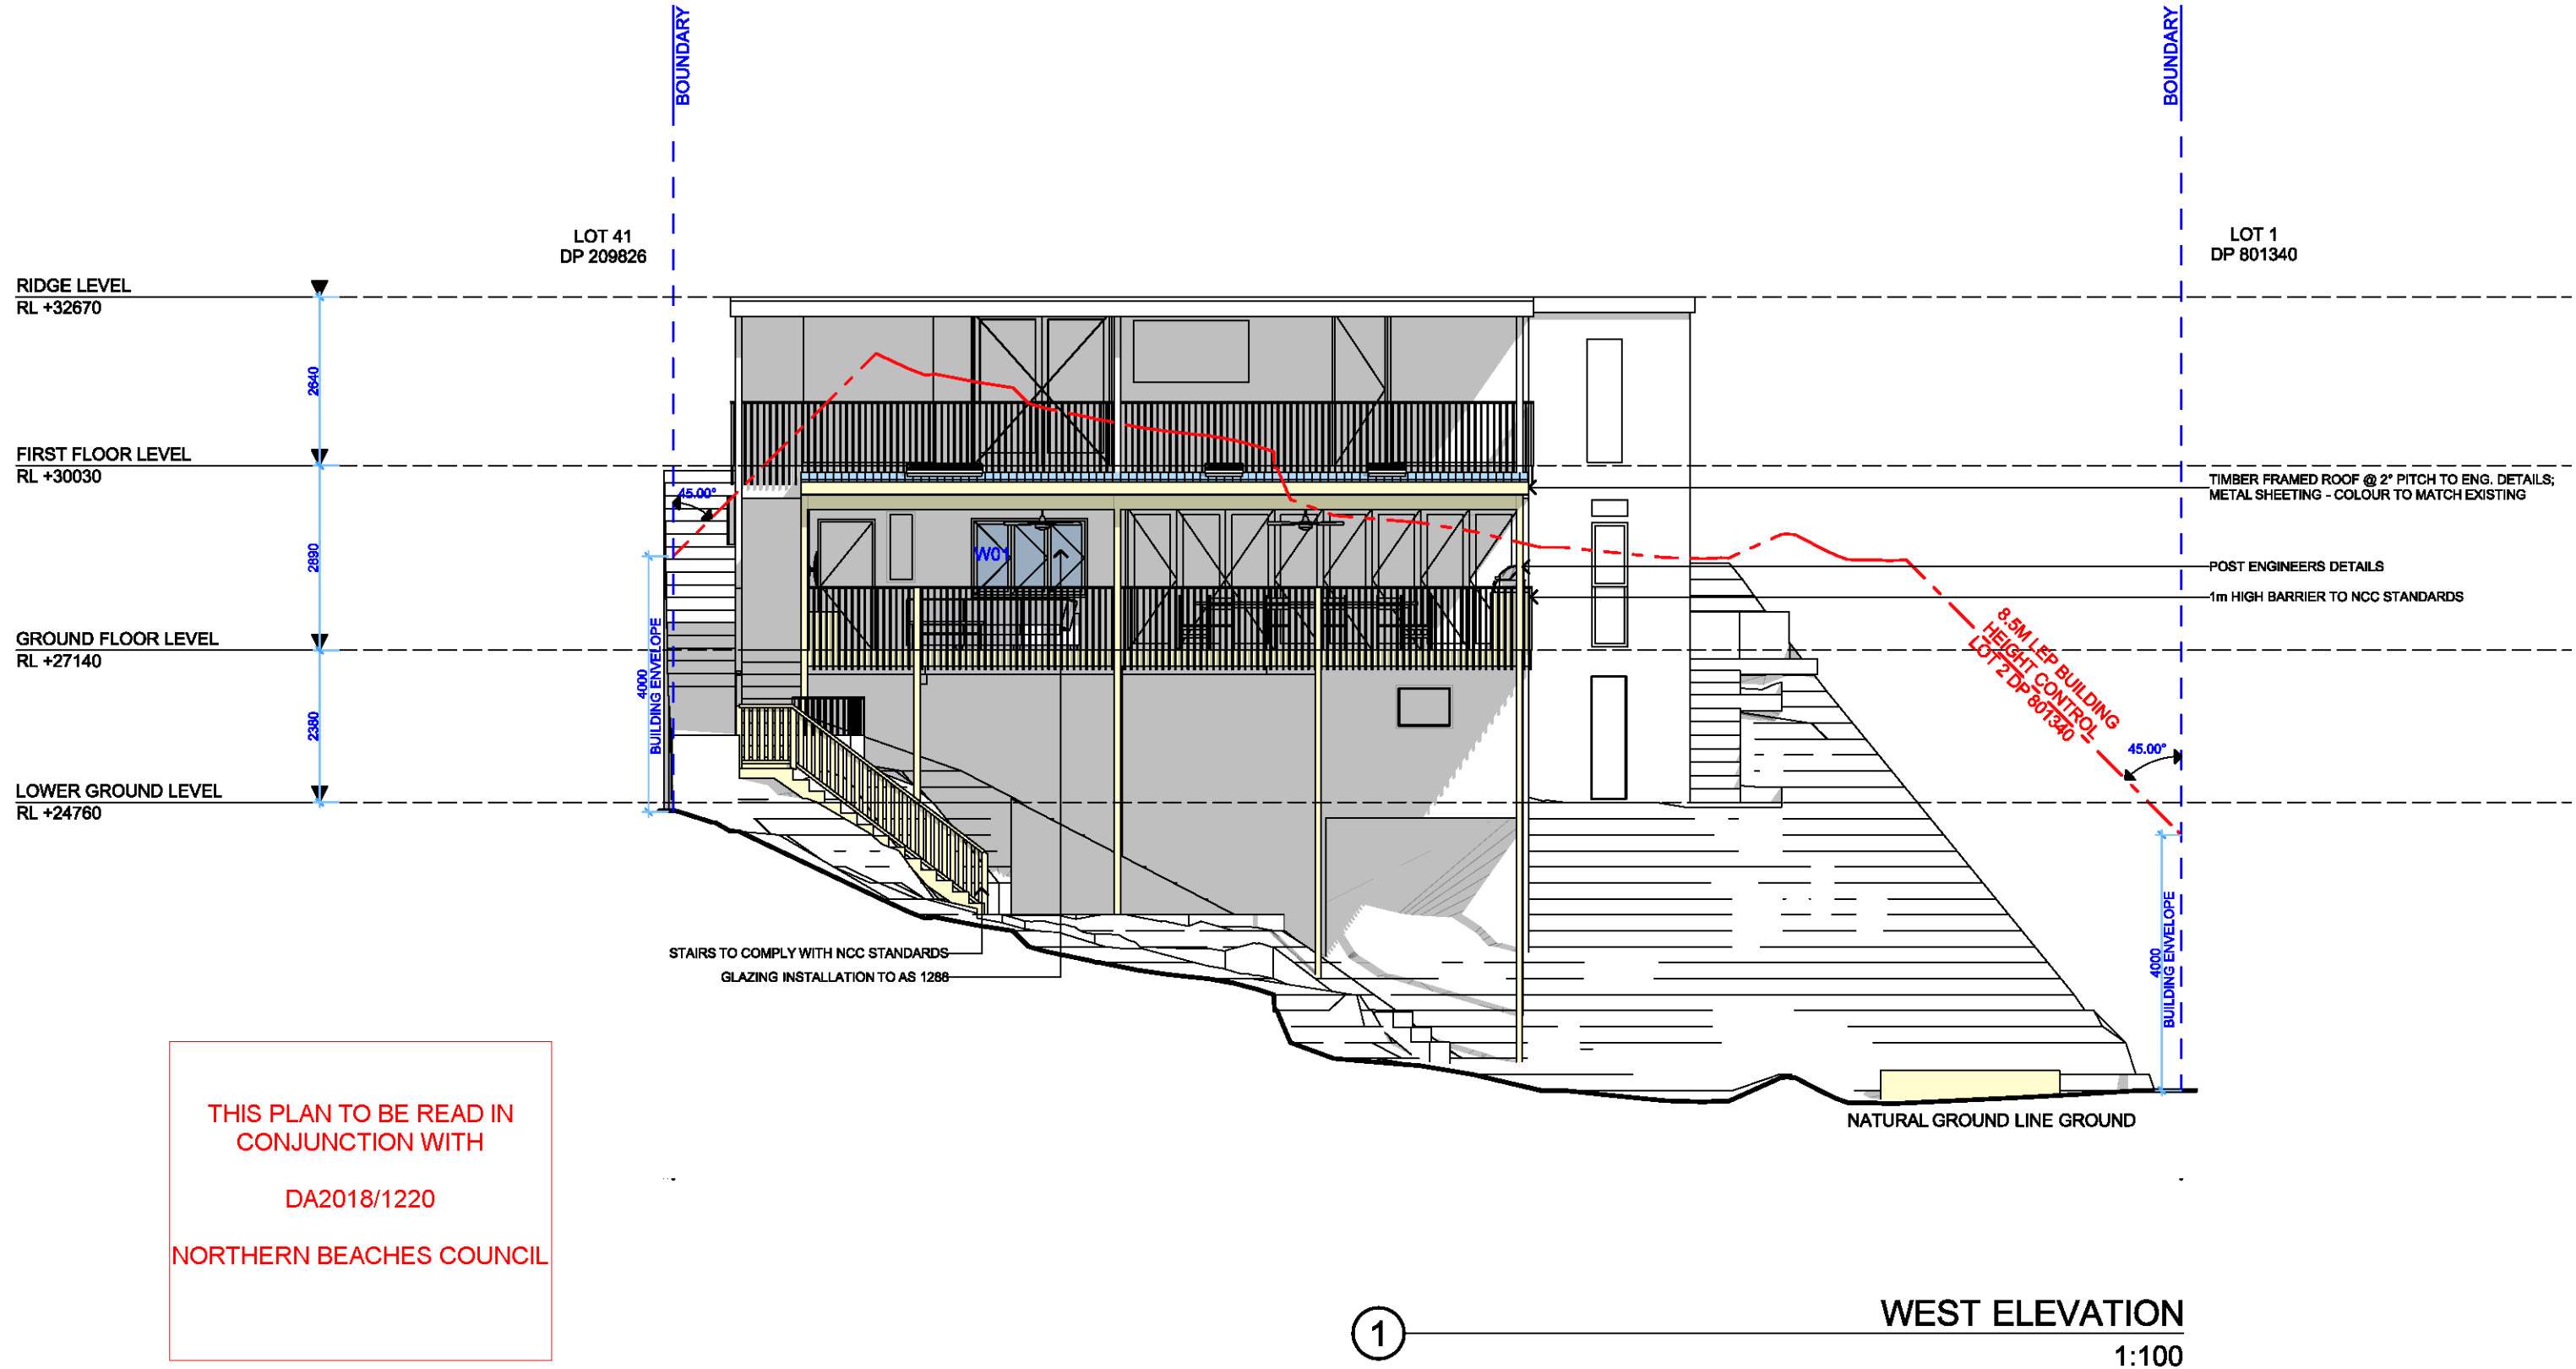 BOUNDARY
BOUNDARY
LOT 41
DP 209826
LOT 1
DP 801340
RIDGE LEVEL
RL +32670
2640
FIRST FLOOR LEVEL
RL +30030
45.00°
TIMBER FRAMED ROOF @ 2° PITCH TO ENG. DETAILS;
METAL SHEETING - COLOUR TO MATCH EXISTING
2890
W01
POST ENGINEERS DETAILS
1m HIGH BARRIER TO NCC STANDARDS
GROUND FLOOR LEVEL
RL +27140
4000
BUILDING ENVELOPE
8.5M LEP BUILDING
HEIGHT CONTROL
LOT 2 DP 801340
45.00°
2380
LOWER GROUND LEVEL
RL +24760
STAIRS TO COMPLY WITH NCC STANDARDS
GLAZING INSTALLATION TO AS 1288
4000
BUILDING ENVELOPE
NATURAL GROUND LINE GROUND
THIS PLAN TO BE READ IN
CONJUNCTION WITH
DA2018/1220
NORTHERN BEACHES COUNCIL
1
WEST ELEVATION
1:100